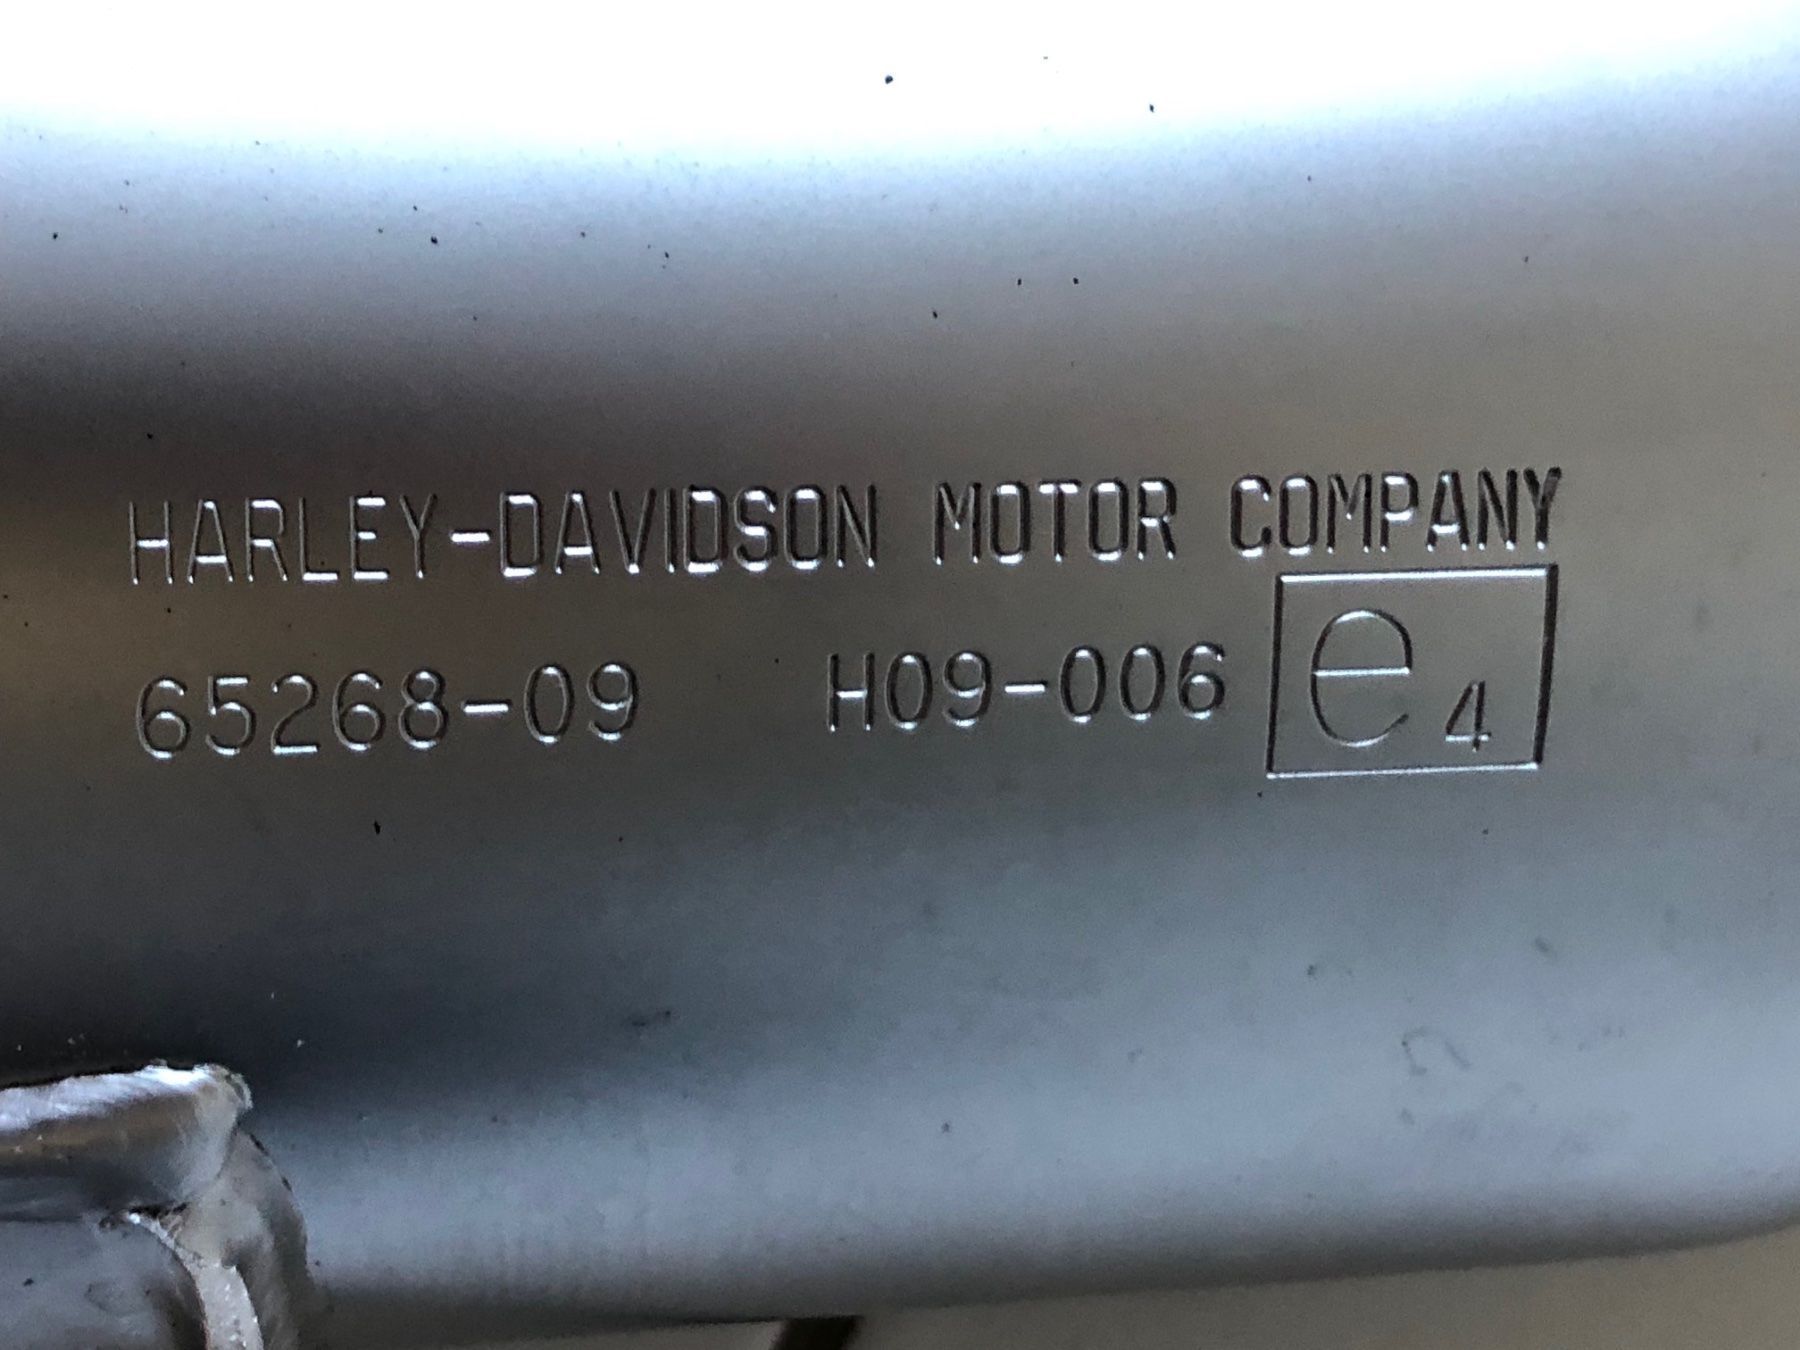 HARLEY-DAVIDSON MOTOR COMPANY
65268-09 H09-006 e4